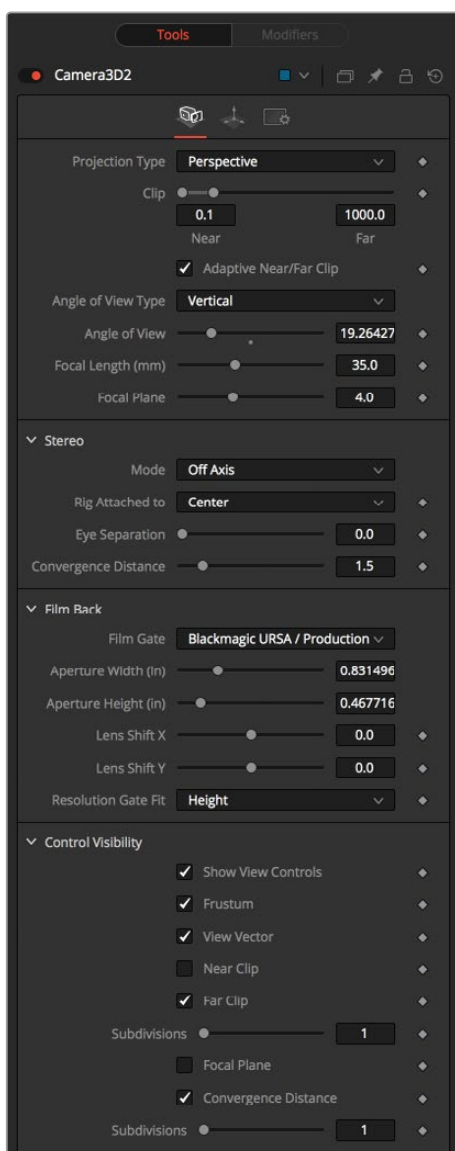 Tools Modifiers
Camera3D2
Projection Type Perspective
Clip
0.1 1000.0
Near Far
Adaptive Near/Far Clip
Angle of View Type Vertical
Angle of View 19.26427
Focal Length (mm) 35.0
Focal Plane 4.0
Stereo
Mode Off Axis
Rig Attached to Center
Eye Separation 0.0
Convergence Distance 1.5
Film Back
Film Gate Blackmagic URSA / Production
Aperture Width (in) 0.831496
Aperture Height (in) 0.467716
Lens Shift X 0.0
Lens Shift Y 0.0
Resolution Gate Fit Height
Control Visibility
Show View Controls
Frustum
View Vector
Near Clip
Far Clip
Subdivisions 1
Focal Plane
Convergence Distance
Subdivisions 1